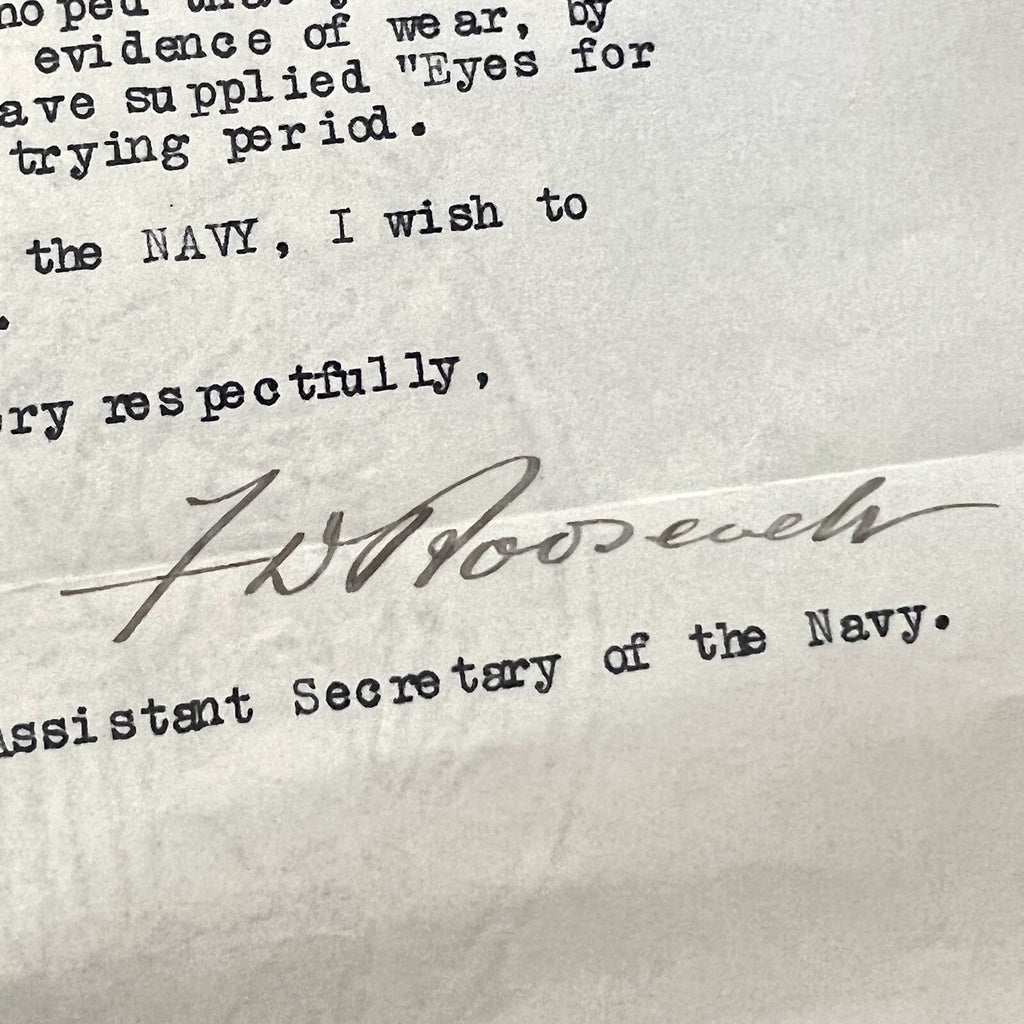 evidence of wear, by
ave supplied "Eyes for
trying period.
the NAVY, I wish to
.
ry respectfully,
F D Roosevelt
Assistant Secretary of the Navy.